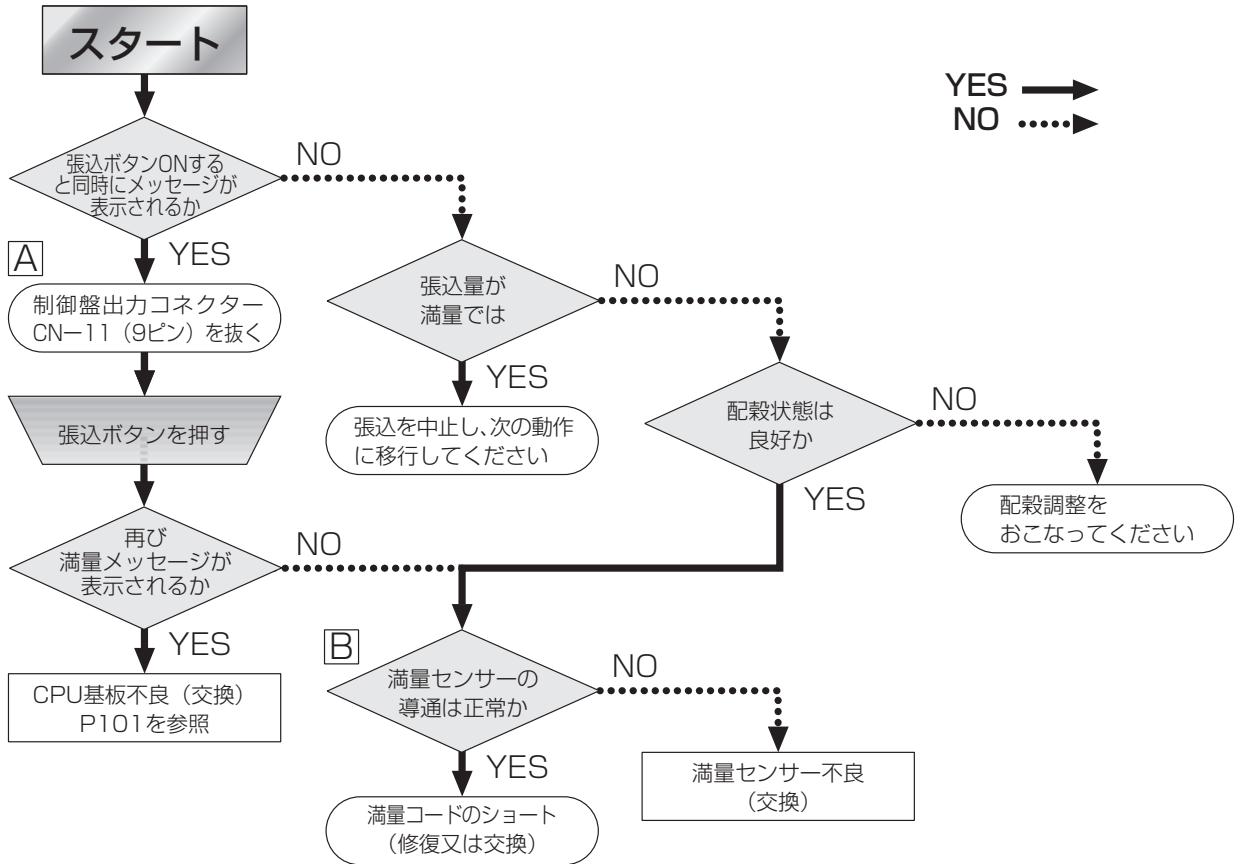 スタート
YES
NO
張込ボタンONする
と同時にメッセージが
表示されるか
NO
YES
A
制御盤出力コネクター
CNー11（9ピン）を抜く
張込量が
満量では
NO
YES
張込を中止し、次の動作
に移行してください
配穀状態は
良好か
NO
YES
配穀調整を
おこなってください
張込ボタンを押す
再び
満量メッセージが
表示されるか
NO
YES
CPU基板不良（交換）
P101を参照
B
満量センサーの
導通は正常か
NO
YES
満量センサー不良
（交換）
満量コードのショート
（修復又は交換）